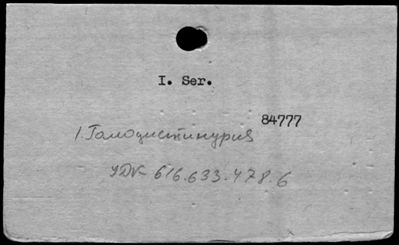 I. Ser.
84777
1. Гомоцистинурия
УДК 616.633.478.6